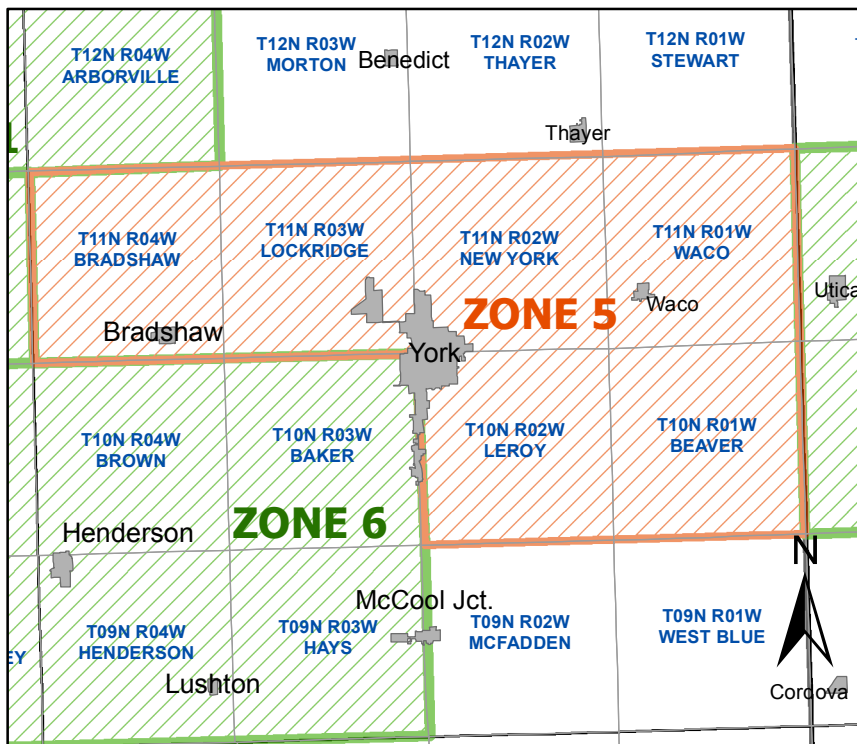 T12N R04W
ARBORVILLE
T12N R03W
MORTON
Benedict
T12N R02W
THAYER
T12N R01W
STEWART
Thayer
T11N R04W
BRADSHAW
T11N R03W
LOCKRIDGE
T11N R02W
NEW YORK
T11N R01W
WACO
Waco
Utica
ZONE 5
Bradshaw
York
T10N R04W
BROWN
T10N R03W
BAKER
T10N R02W
LEROY
T10N R01W
BEAVER
ZONE 6
Henderson
N
McCool Jct.
T09N R04W
HENDERSON
T09N R03W
HAYS
T09N R02W
MCFADDEN
T09N R01W
WEST BLUE
EY
Lushton
Cordova